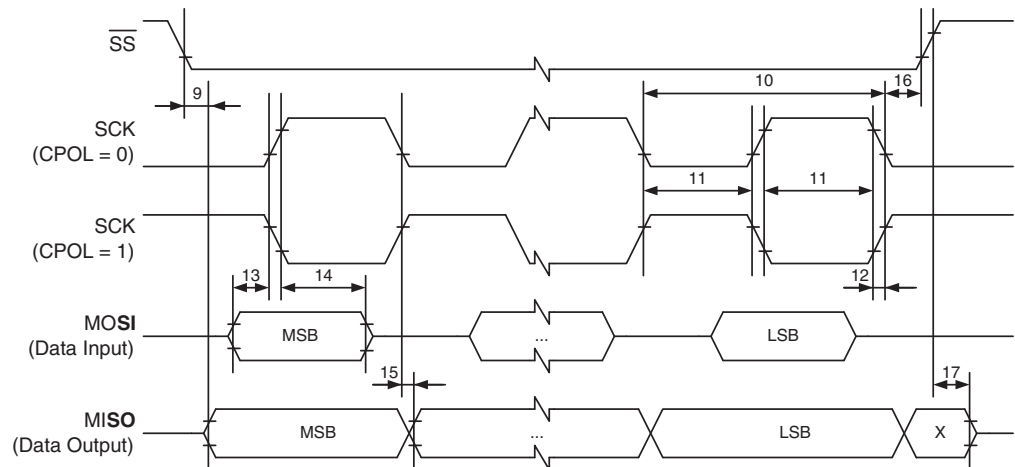 SS
9
10
16
SCK
(CPOL = 0)
11
11
SCK
(CPOL = 1)
13
14
12
MOSI
(Data Input)
MSB
...
LSB
15
17
MISO
(Data Output)
MSB
...
LSB
X